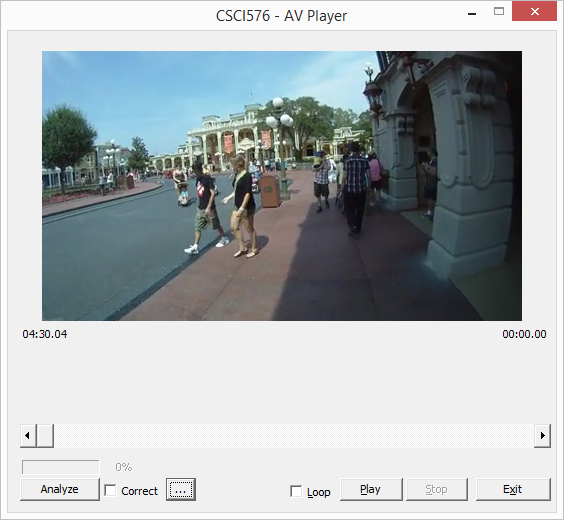 CSCI576 - AV Player
04:30.04
00:00.00
0%
Analyze
Correct
...
Loop
Play
Stop
Exit